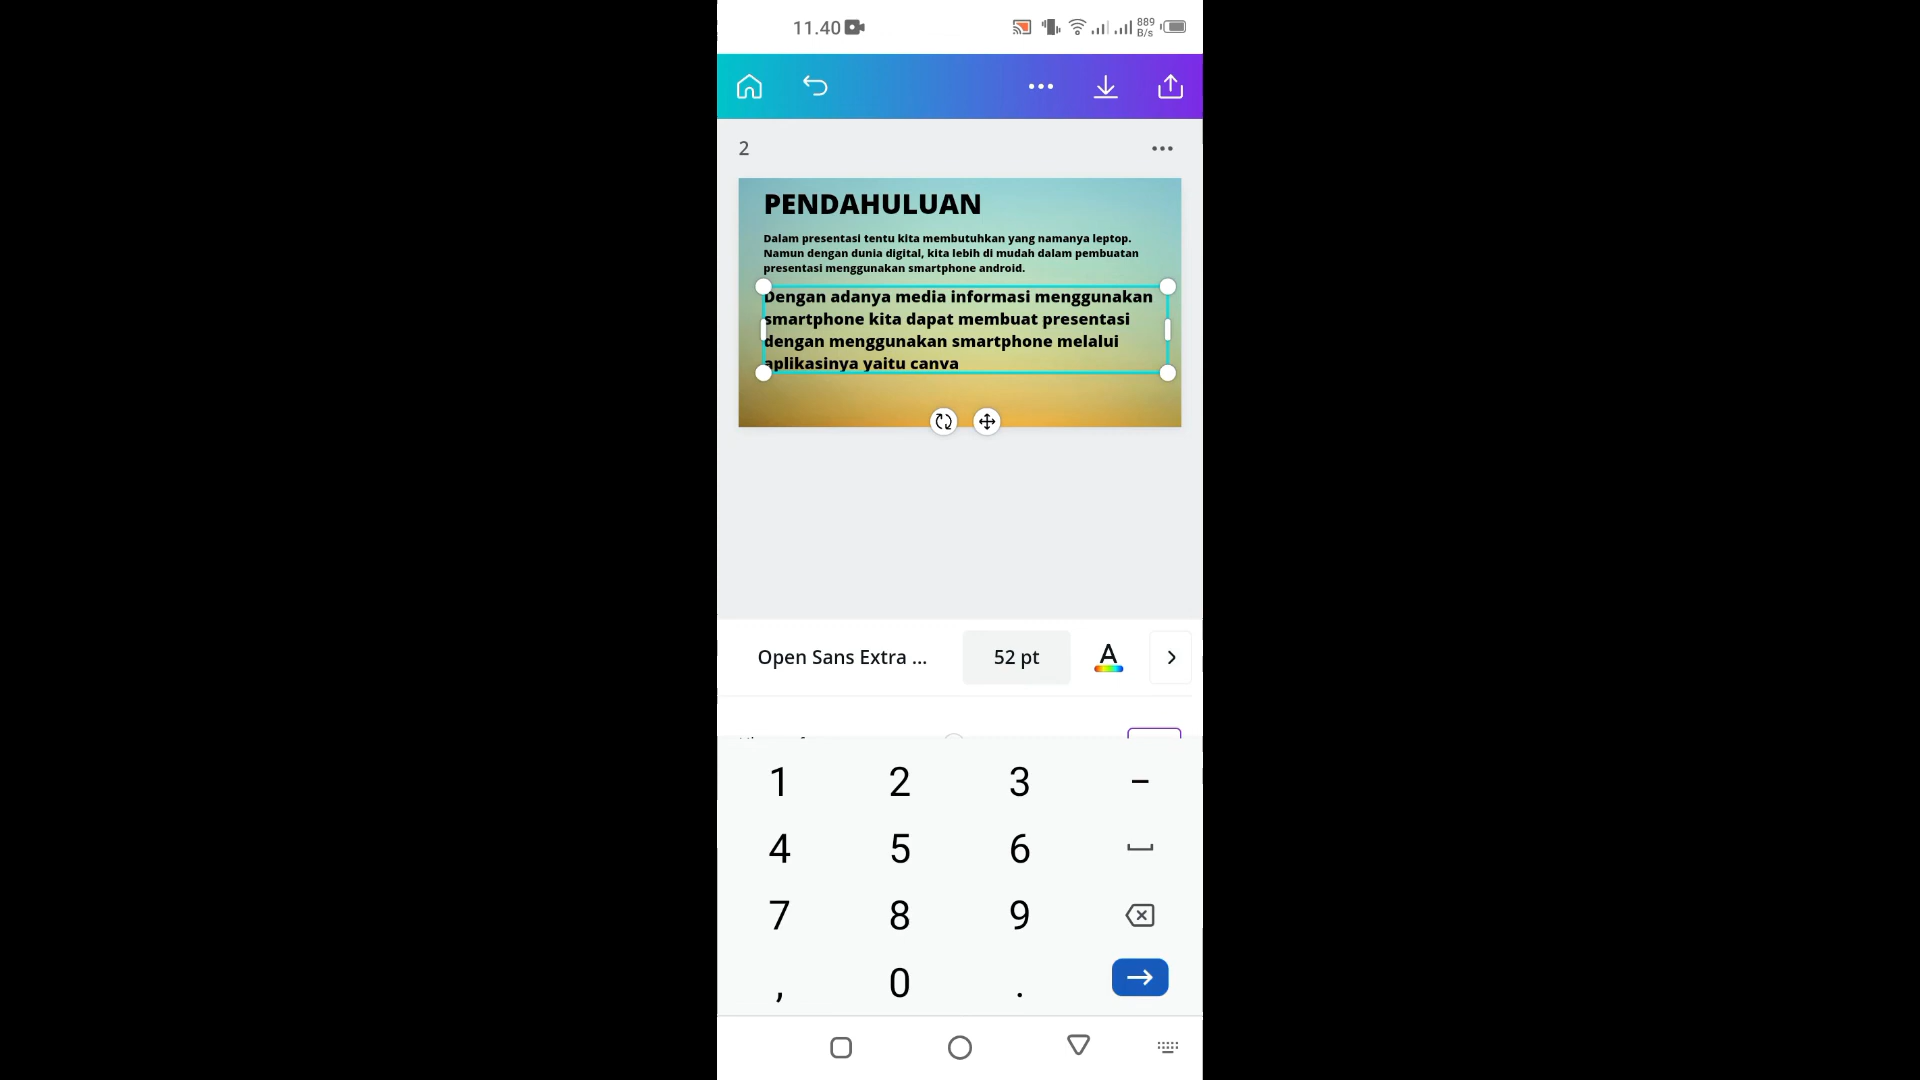 11.40
889
B/s
2
PENDAHULUAN
Dalam presentasi tentu kita membutuhkan yang namanya leptop.
Namun dengan dunia digital, kita lebih di mudah dalam pembuatan
presentasi menggunakan smartphone android.
Dengan adanya media informasi menggunakan
smartphone kita dapat membuat presentasi
dengan menggunakan smartphone melalui
aplikasinya yaitu canva
Open Sans Extra ...
52 pt
A
1 2 3 –
4 5 6
7 8 9
, 0 .